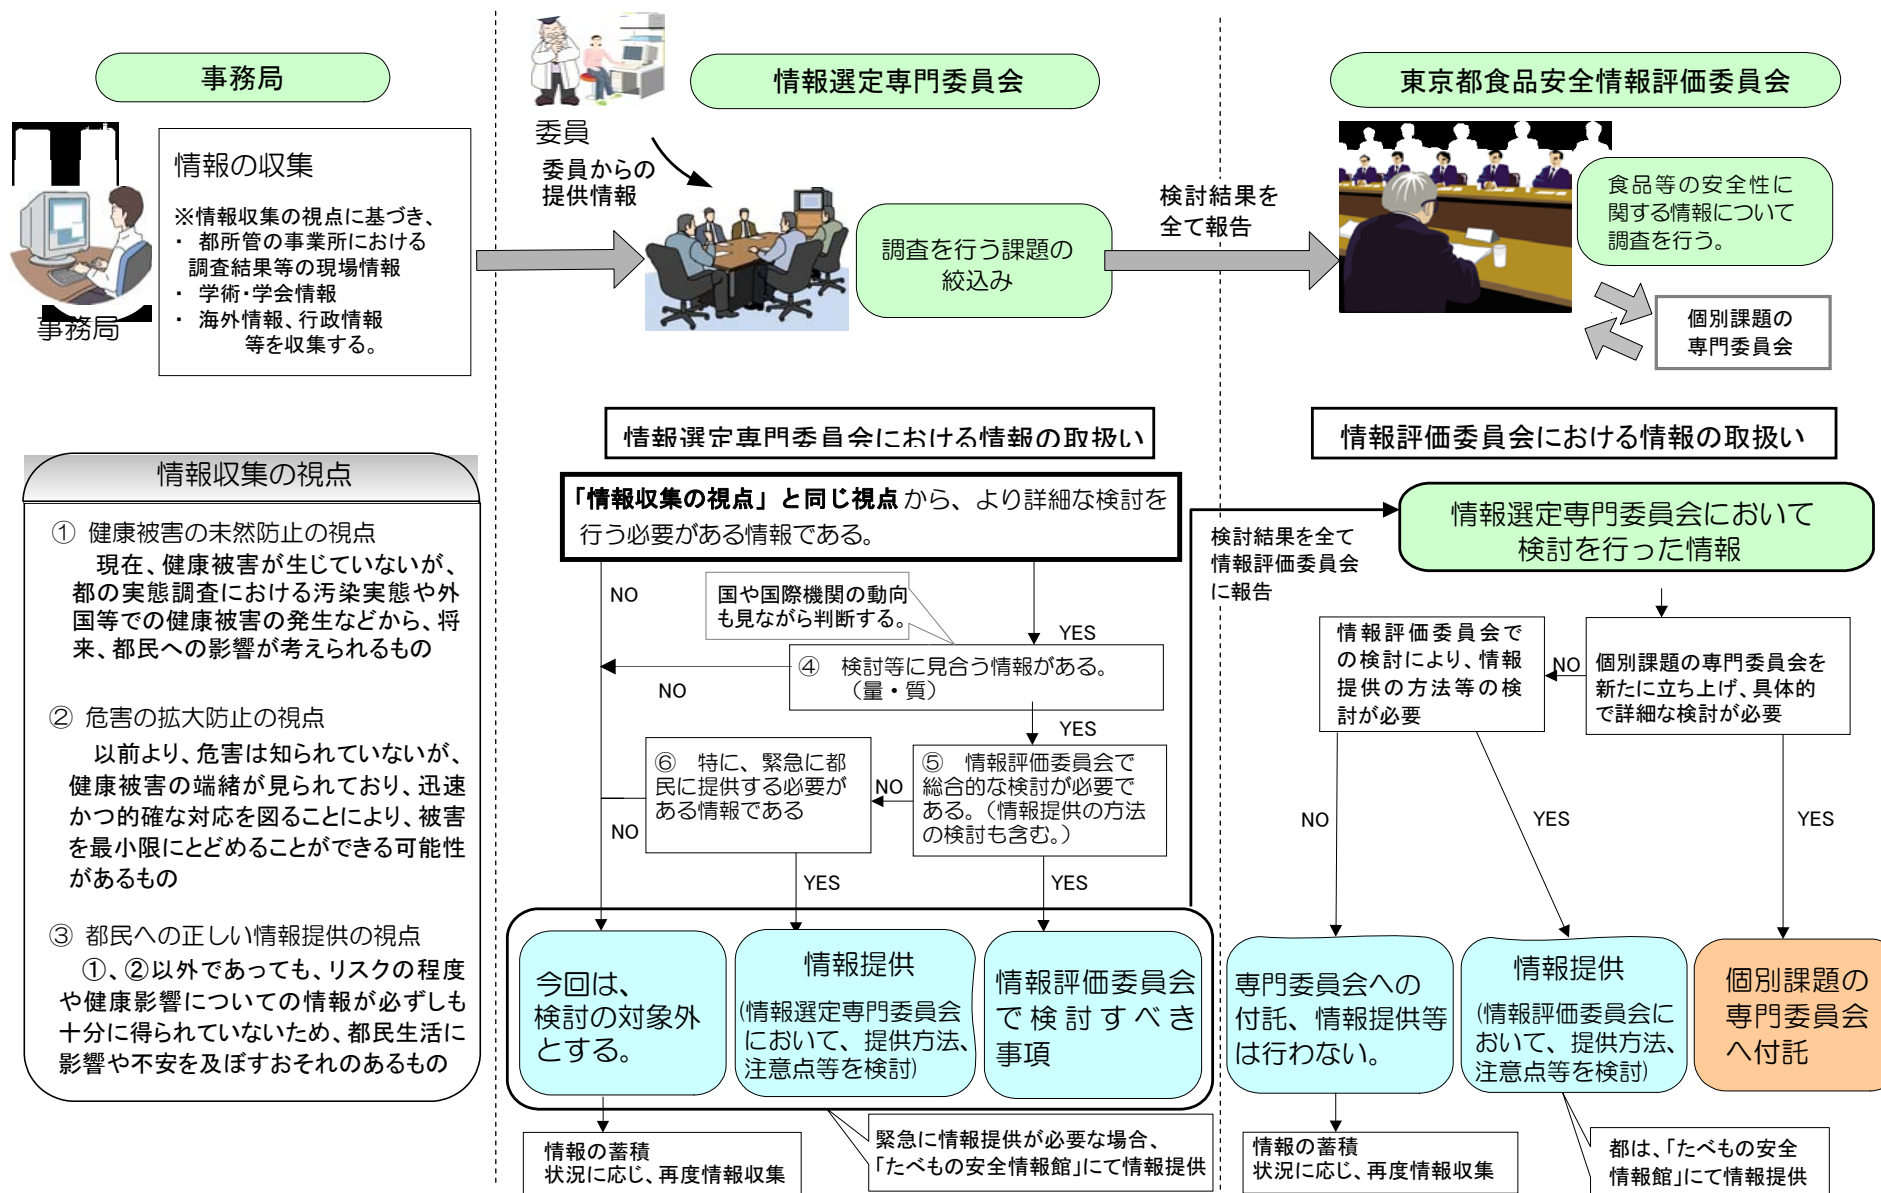 事務局
情報の収集
※情報収集の視点に基づき、
・ 都所管の事業所における
調査結果等の現場情報
・ 学術・学会情報
・ 海外情報、行政情報
等を収集する。
事務局
情報選定専門委員会
委員
委員からの
提供情報
調査を行う課題の
絞込み
検討結果を
全て報告
東京都食品安全情報評価委員会
食品等の安全性に
関する情報について
調査を行う。
個別課題の
専門委員会
情報収集の視点
① 健康被害の未然防止の視点
現在、健康被害が生じていないが、
都の実態調査における汚染実態や外
国等での健康被害の発生などから、将
来、都民への影響が考えられるもの
② 危害の拡大防止の視点
以前より、危害は知られていないが、
健康被害の端緒が見られており、迅速
かつ的確な対応を図ることにより、被害
を最小限にとどめることができる可能性
があるもの
③ 都民への正しい情報提供の視点
①、②以外であっても、リスクの程度
や健康影響についての情報が必ずしも
十分に得られていないため、都民生活に
影響や不安を及ぼすおそれのあるもの
情報選定専門委員会における情報の取扱い
「情報収集の視点」と同じ視点から、より詳細な検討を
行う必要がある情報である。
NO
国や国際機関の動向
も見ながら判断する。
YES
④ 検討等に見合う情報がある。
（量・質）
NO
YES
⑥ 特に、緊急に都
民に提供する必要が
ある情報である
NO
⑤ 情報評価委員会で
総合的な検討が必要で
ある。（情報提供の方法
の検討も含む。）
NO
YES
YES
今回は、
検討の対象外
とする。
情報提供
(情報選定専門委員会
において、提供方法、
注意点等を検討)
情報評価委員会
で検討すべき
事項
情報の蓄積
状況に応じ、再度情報収集
緊急に情報提供が必要な場合、
「たべもの安全情報館」にて情報提供
情報評価委員会における情報の取扱い
検討結果を全て
情報評価委員会
に報告
情報選定専門委員会において
検討を行った情報
情報評価委員会で
の検討により、情報
提供の方法等の検
討が必要
NO
個別課題の専門委員会を
新たに立ち上げ、具体的
で詳細な検討が必要
NO
YES
YES
専門委員会への
付託、情報提供等
は行わない。
情報提供
(情報評価委員会に
おいて、提供方法、
注意点等を検討)
個別課題の
専門委員会
へ付託
情報の蓄積
状況に応じ、再度情報収集
都は、「たべもの安全
情報館」にて情報提供